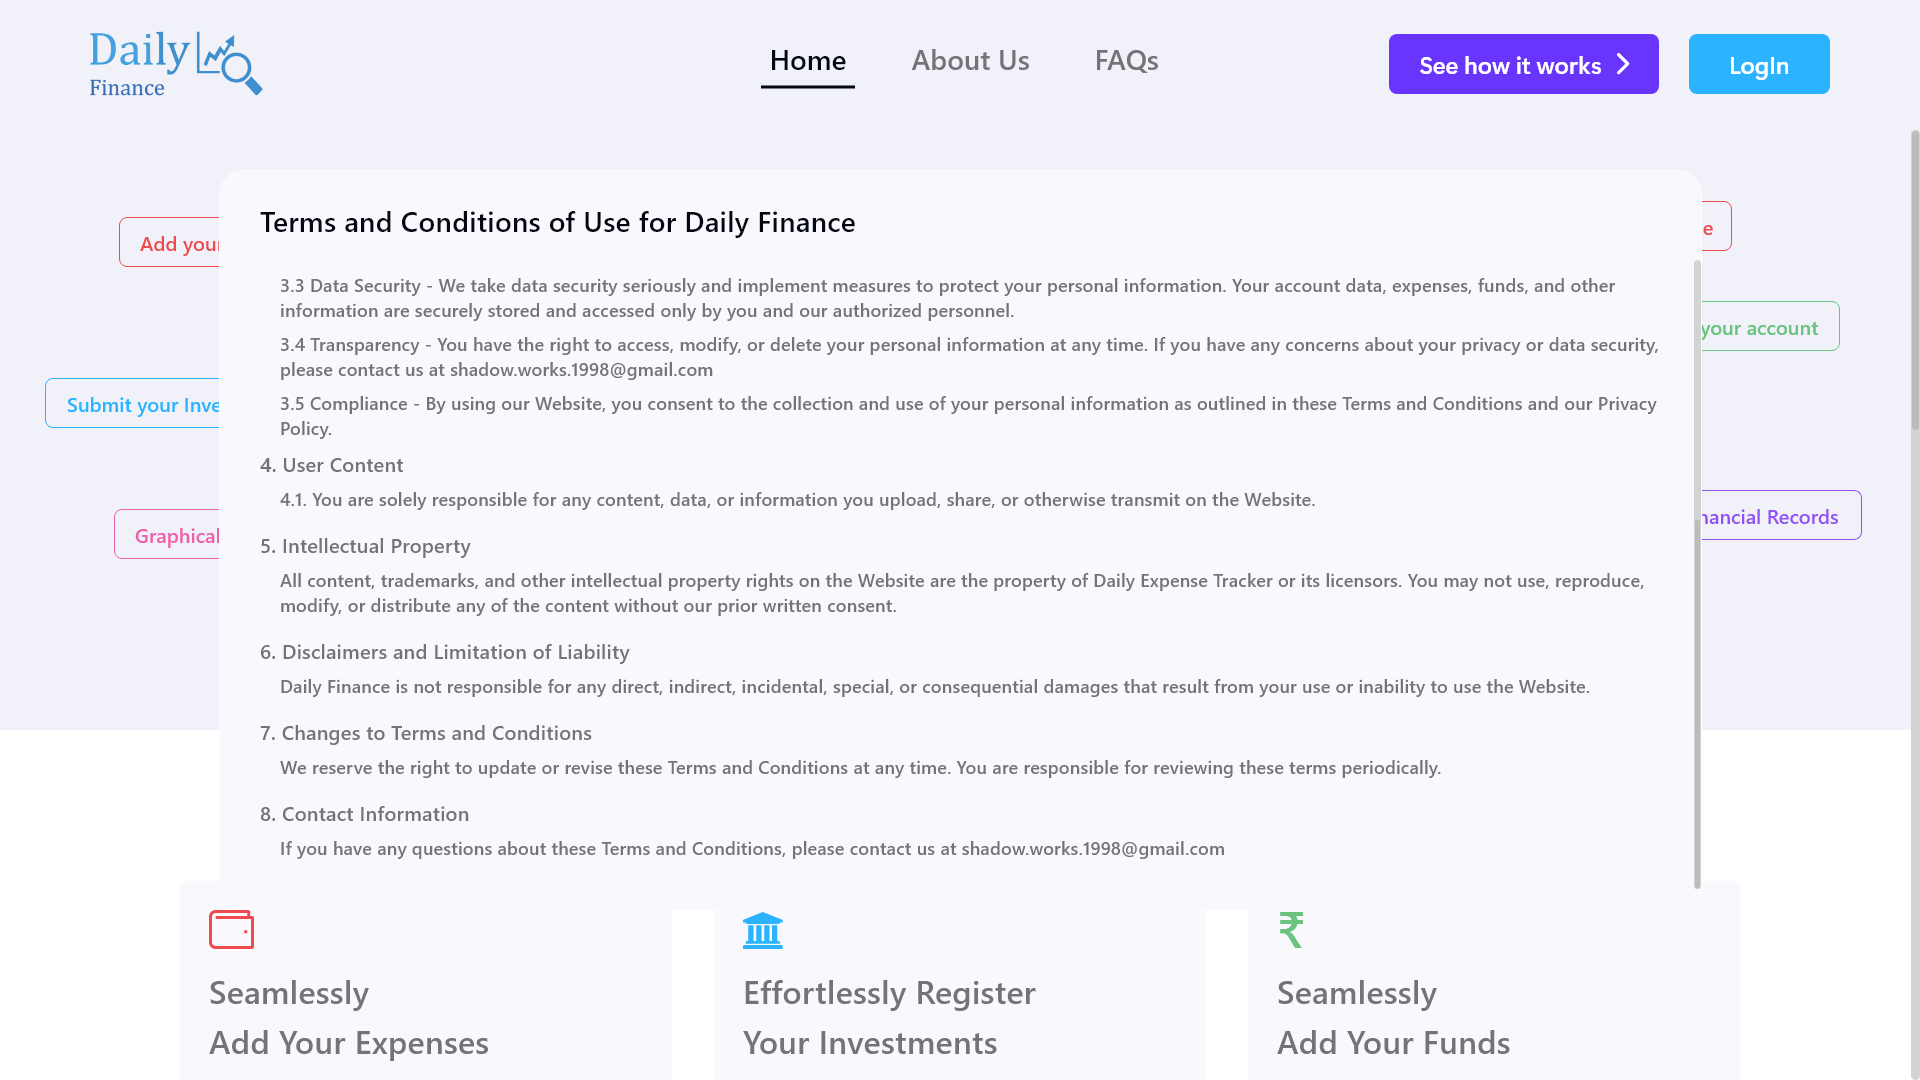 Daily
Finance
Home
About Us
FAQs
See how it works
LogIn
Terms and Conditions of Use for Daily Finance
Add your
e
your account
Submit your Inve
Graphical
nancial Records
3.3 Data Security - We take data security seriously and implement measures to protect your personal information. Your account data, expenses, funds, and other
information are securely stored and accessed only by you and our authorized personnel.
3.4 Transparency - You have the right to access, modify, or delete your personal information at any time. If you have any concerns about your privacy or data security,
please contact us at shadow.works.1998@gmail.com
3.5 Compliance - By using our Website, you consent to the collection and use of your personal information as outlined in these Terms and Conditions and our Privacy
Policy.
4. User Content
4.1. You are solely responsible for any content, data, or information you upload, share, or otherwise transmit on the Website.
5. Intellectual Property
All content, trademarks, and other intellectual property rights on the Website are the property of Daily Expense Tracker or its licensors. You may not use, reproduce,
modify, or distribute any of the content without our prior written consent.
6. Disclaimers and Limitation of Liability
Daily Finance is not responsible for any direct, indirect, incidental, special, or consequential damages that result from your use or inability to use the Website.
7. Changes to Terms and Conditions
We reserve the right to update or revise these Terms and Conditions at any time. You are responsible for reviewing these terms periodically.
8. Contact Information
If you have any questions about these Terms and Conditions, please contact us at shadow.works.1998@gmail.com
₹
Seamlessly
Add Your Expenses
Effortlessly Register
Your Investments
Seamlessly
Add Your Funds